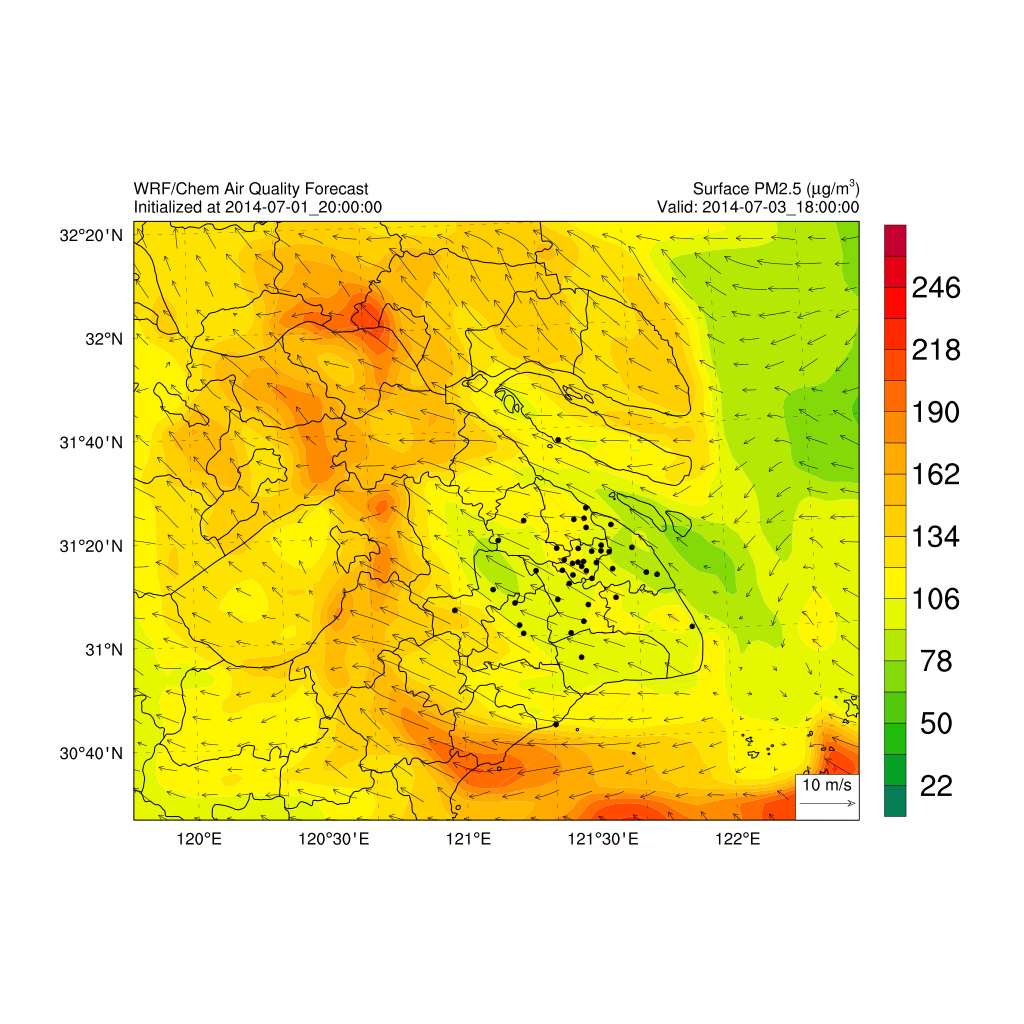 WRF/Chem Air Quality Forecast
Surface PM2.5 (μg/m³)
Initialized at 2014-07-01_20:00:00
Valid: 2014-07-03_18:00:00
32°20'N
32°N
31°40'N
31°20'N
31°N
30°40'N
120°E
120°30'E
121°E
121°30'E
122°E
10 m/s
246
218
190
162
134
106
78
50
22